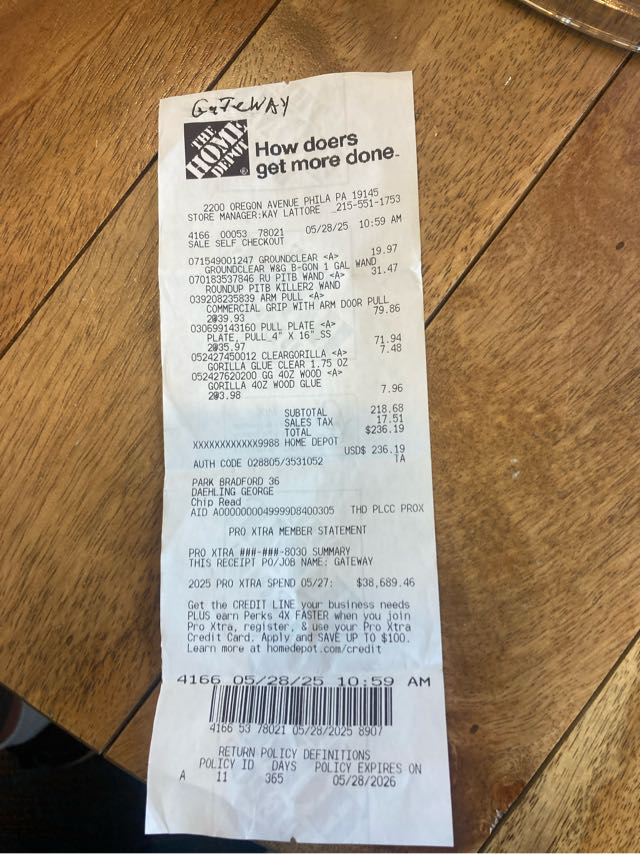 GATEWAY
THE HOME DEPOT
How doers
get more done.
2200 OREGON AVENUE PHILA PA 19145
STORE MANAGER:KAY LATTORE 215-551-1753
4166 00053 78021 05/28/25 10:59 AM
SALE SELF CHECKOUT
071549001247 GROUNDCLEAR <A> 19.97
GROUNDCLEAR W&G B-GON 1 GAL WAND
070183537846 RU PITB WAND <A> 31.47
ROUNDUP PITB KILLER2 WAND
039208235839 ARM PULL <A>
COMMERCIAL GRIP WITH ARM DOOR PULL
2@39.93 79.86
030699143160 PULL PLATE <A>
PLATE, PULL 4" X 16" SS
2@35.97 71.94
052427450012 CLEARGORILLA <A> 7.48
GORILLA GLUE CLEAR 1.75 OZ
052427620200 GG 4OZ WOOD <A>
GORILLA 4OZ WOOD GLUE
2@3.98 7.96
SUBTOTAL 218.68
SALES TAX 17.51
TOTAL $236.19
XXXXXXXXXXXX9988 HOME DEPOT
USD$ 236.19
AUTH CODE 028805/3531052 TA
PARK BRADFORD 36
DAEHLING GEORGE
Chip Read
AID A0000000049999D8400305 THD PLCC PROX
PRO XTRA MEMBER STATEMENT
PRO XTRA ###-###-8030 SUMMARY
THIS RECEIPT PO/JOB NAME: GATEWAY
2025 PRO XTRA SPEND 05/27: $38,689.46
Get the CREDIT LINE your business needs
PLUS earn Perks 4X FASTER when you join
Pro Xtra, register, & use your Pro Xtra
Credit Card. Apply and SAVE UP TO $100.
Learn more at homedepot.com/credit
4166 05/28/25 10:59 AM
4166 53 78021 05/28/2025 8907
RETURN POLICY DEFINITIONS
POLICY ID DAYS POLICY EXPIRES ON
A 11 365 05/28/2026